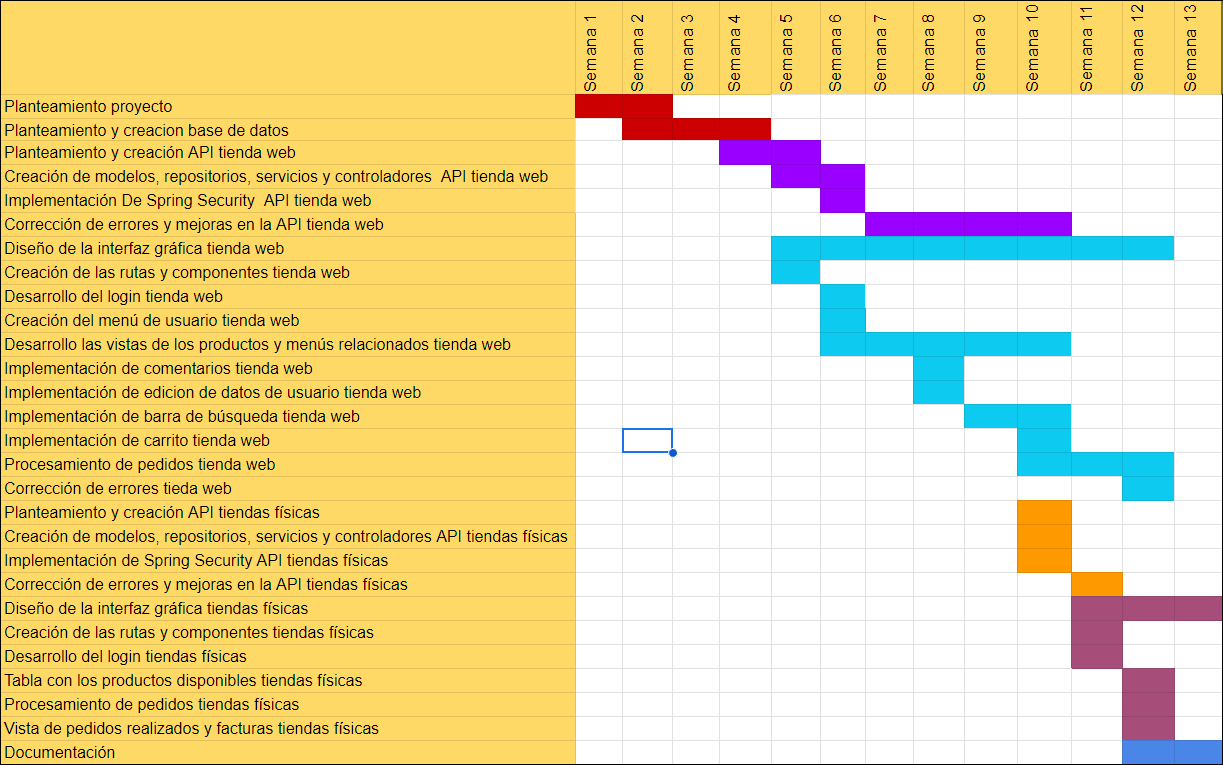 Semana 1
Semana 2
Semana 3
Semana 4
Semana 5
Semana 6
Semana 7
Semana 8
Semana 9
Semana 10
Semana 11
Semana 12
Semana 13
Planteamiento proyecto
Planteamiento y creacion base de datos
Planteamiento y creación API tienda web
Creación de modelos, repositorios, servicios y controladores  API tienda web
Implementación De Spring Security  API tienda web
Corrección de errores y mejoras en la API tienda web
Diseño de la interfaz gráfica tienda web
Creación de las rutas y componentes tienda web
Desarrollo del login tienda web
Creación del menú de usuario tienda web
Desarrollo las vistas de los productos y menús relacionados tienda web
Implementación de comentarios tienda web
Implementación de edicion de datos de usuario tienda web
Implementación de barra de búsqueda tienda web
Implementación de carrito tienda web
Procesamiento de pedidos tienda web
Corrección de errores tieda web
Planteamiento y creación API tiendas físicas
Creación de modelos, repositorios, servicios y controladores API tiendas físicas
Implementación de Spring Security API tiendas físicas
Corrección de errores y mejoras en la API tiendas físicas
Diseño de la interfaz gráfica tiendas físicas
Creación de las rutas y componentes tiendas físicas
Desarrollo del login tiendas físicas
Tabla con los productos disponibles tiendas físicas
Procesamiento de pedidos tiendas físicas
Vista de pedidos realizados y facturas tiendas físicas
Documentación